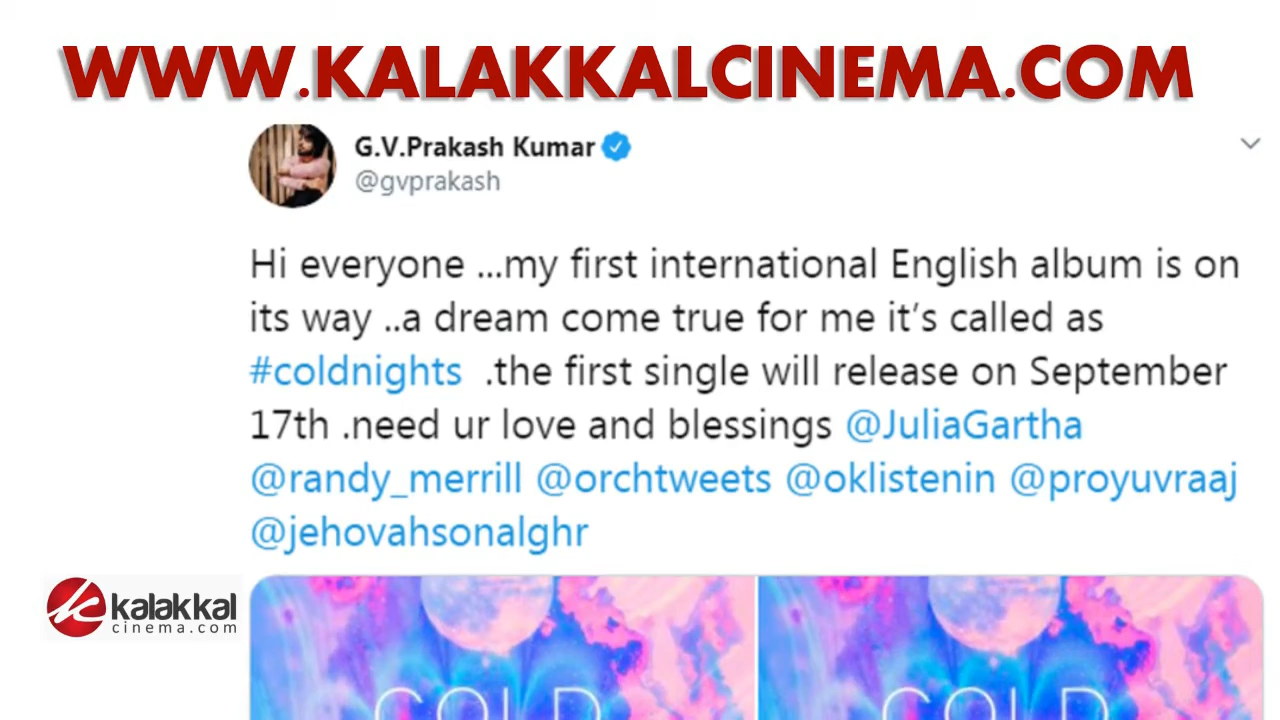 WWW.KALAKKALCINEMA.COM
G.V.Prakash Kumar
@gvprakash
Hi everyone ...my first international English album is on
its way ..a dream come true for me it's called as
#coldnights .the first single will release on September
17th .need ur love and blessings @JuliaGartha
@randy_merrill @orchtweets @oklistenin @proyuvraaj
@jehovahsonalghr
kalakkal
cinema.com
COLD COLD